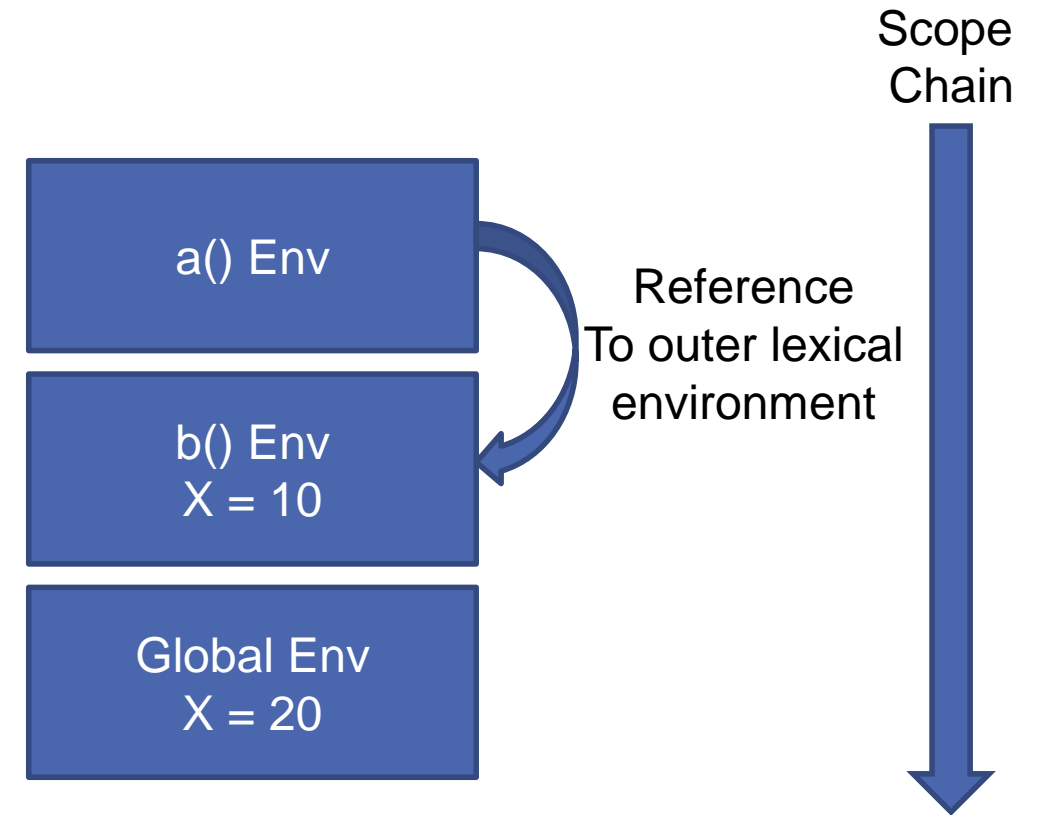 Scope
Chain
a() Env
Reference
To outer lexical
environment
b() Env
X = 10
Global Env
X = 20